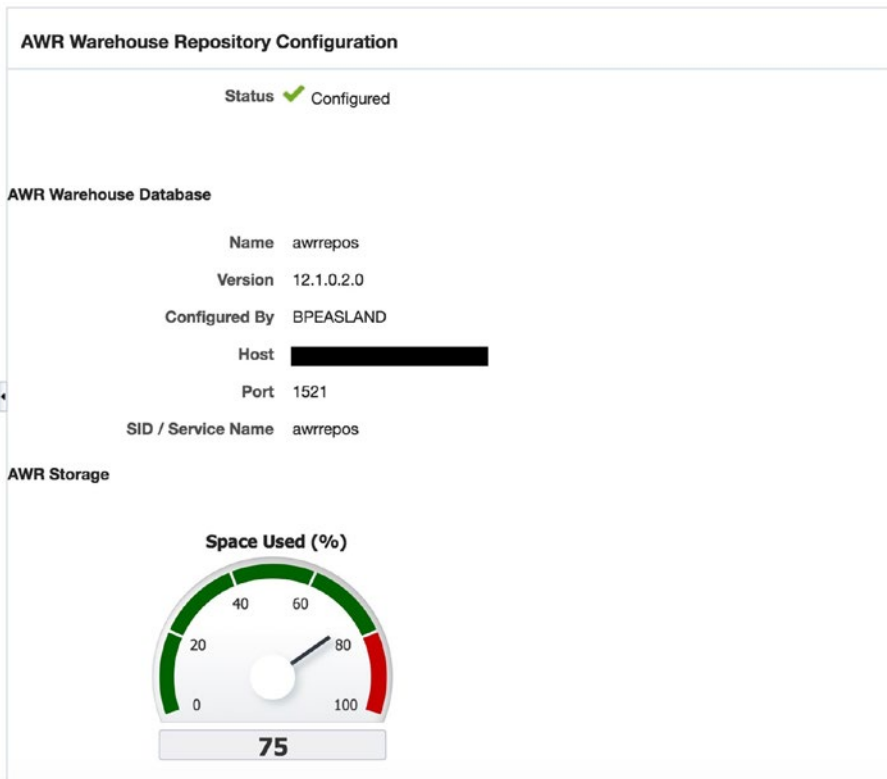 AWR Warehouse Repository Configuration
Status Configured
AWR Warehouse Database
Name awrrepos
Version 12.1.0.2.0
Configured By BPEASLAND
Host
Port 1521
SID / Service Name awrrepos
AWR Storage
Space Used (%)
40 60
20 80
0 100
75